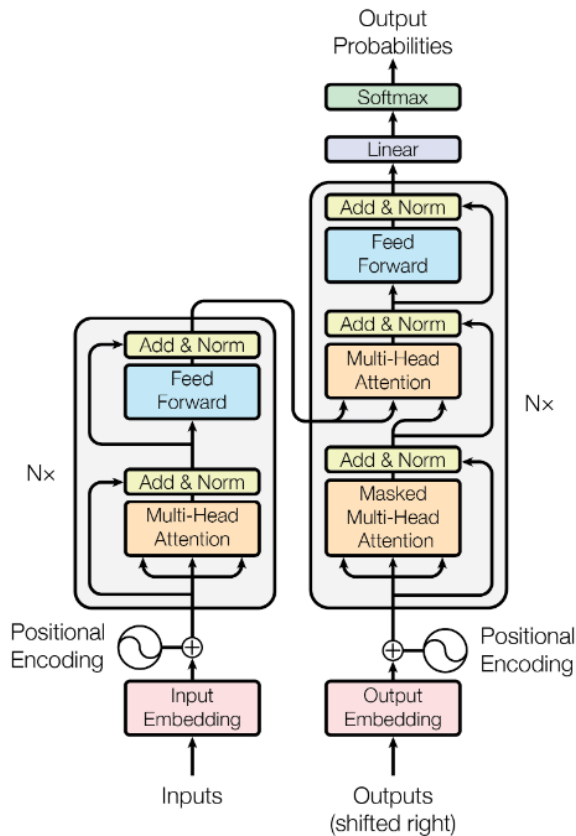 Output
Probabilities
Softmax
Linear
Add & Norm
Feed
Forward
Add & Norm
Multi-Head
Attention
Add & Norm
Masked
Multi-Head
Attention
N×
Add & Norm
Feed
Forward
Add & Norm
Multi-Head
Attention
N×
Positional
Encoding
Positional
Encoding
Input
Embedding
Output
Embedding
Inputs
Outputs
(shifted right)